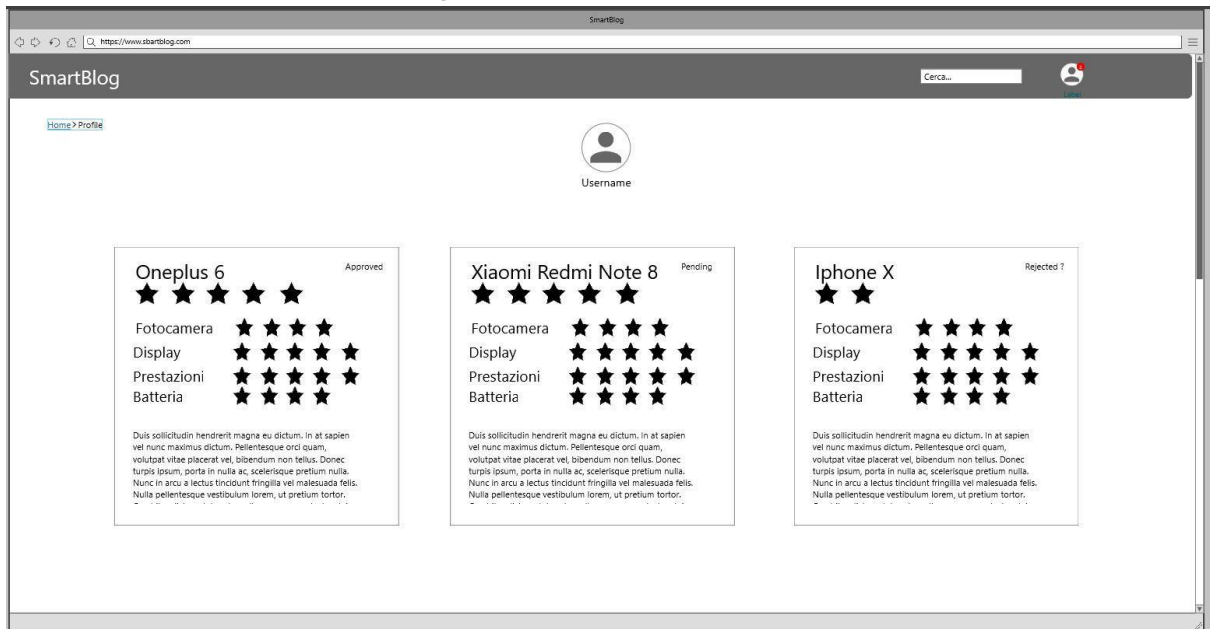 SmartBlog
https://www.sbartblog.com
SmartBlog
Cerca...
2
Label
Home > Profile
Username
Oneplus 6
Approved
Fotocamera
Display
Prestazioni
Batteria
Duis sollicitudin hendrerit magna eu dictum. In at sapien
vel nunc maximus dictum. Pellentesque orci quam,
volutpat vitae placerat vel, bibendum non tellus. Donec
turpis ipsum, porta in nulla ac, scelerisque pretium nulla.
Nunc in arcu a lectus tincidunt fringilla vel malesuada felis.
Nulla pellentesque vestibulum lorem, ut pretium tortor.
Xiaomi Redmi Note 8
Pending
Fotocamera
Display
Prestazioni
Batteria
Duis sollicitudin hendrerit magna eu dictum. In at sapien
vel nunc maximus dictum. Pellentesque orci quam,
volutpat vitae placerat vel, bibendum non tellus. Donec
turpis ipsum, porta in nulla ac, scelerisque pretium nulla.
Nunc in arcu a lectus tincidunt fringilla vel malesuada felis.
Nulla pellentesque vestibulum lorem, ut pretium tortor.
Iphone X
Rejected ?
Fotocamera
Display
Prestazioni
Batteria
Duis sollicitudin hendrerit magna eu dictum. In at sapien
vel nunc maximus dictum. Pellentesque orci quam,
volutpat vitae placerat vel, bibendum non tellus. Donec
turpis ipsum, porta in nulla ac, scelerisque pretium nulla.
Nunc in arcu a lectus tincidunt fringilla vel malesuada felis.
Nulla pellentesque vestibulum lorem, ut pretium tortor.